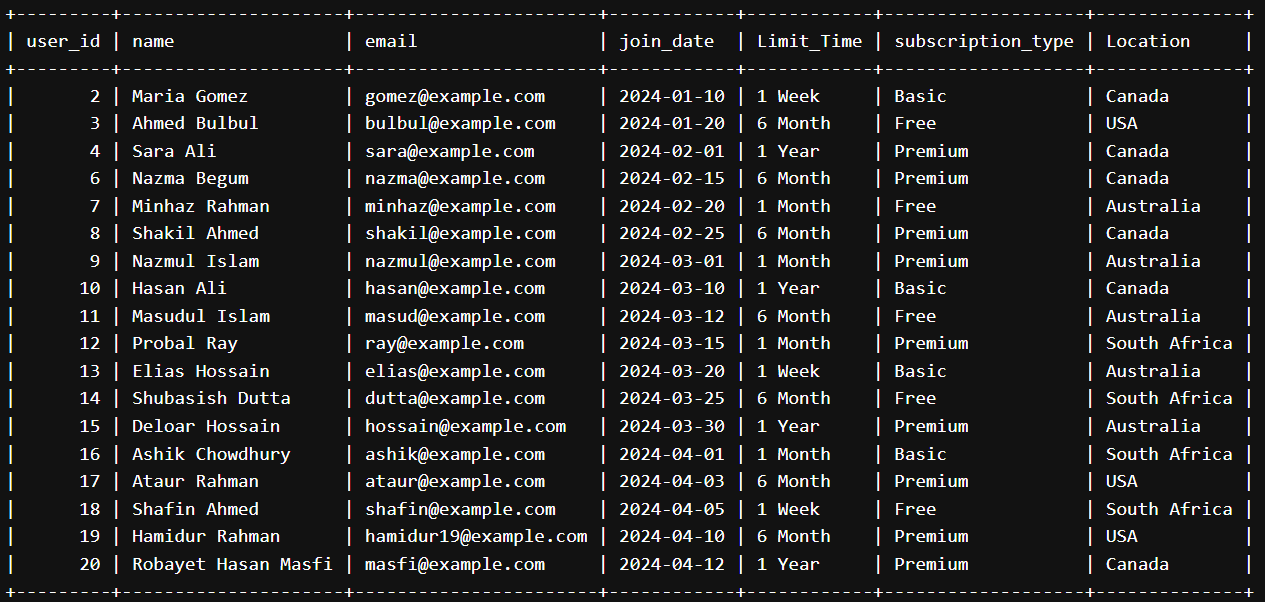 +---------+----------------------+------------------------+------------+------------+-------------------+--------------+
| user_id | name                 | email                  | join_date  | Limit_Time | subscription_type | Location     |
+---------+----------------------+------------------------+------------+------------+-------------------+--------------+
|       2 | Maria Gomez          | gomez@example.com      | 2024-01-10 | 1 Week     | Basic             | Canada       |
|       3 | Ahmed Bulbul         | bulbul@example.com     | 2024-01-20 | 6 Month    | Free              | USA          |
|       4 | Sara Ali             | sara@example.com       | 2024-02-01 | 1 Year     | Premium           | Canada       |
|       6 | Nazma Begum          | nazma@example.com      | 2024-02-15 | 6 Month    | Premium           | Canada       |
|       7 | Minhaz Rahman        | minhaz@example.com     | 2024-02-20 | 1 Month    | Free              | Australia    |
|       8 | Shakil Ahmed         | shakil@example.com     | 2024-02-25 | 6 Month    | Premium           | Canada       |
|       9 | Nazmul Islam         | nazmul@example.com     | 2024-03-01 | 1 Month    | Premium           | Australia    |
|      10 | Hasan Ali            | hasan@example.com      | 2024-03-10 | 1 Year     | Basic             | Canada       |
|      11 | Masudul Islam        | masud@example.com      | 2024-03-12 | 6 Month    | Free              | Australia    |
|      12 | Probal Ray           | ray@example.com        | 2024-03-15 | 1 Month    | Premium           | South Africa |
|      13 | Elias Hossain        | elias@example.com      | 2024-03-20 | 1 Week     | Basic             | Australia    |
|      14 | Shubasish Dutta      | dutta@example.com      | 2024-03-25 | 6 Month    | Free              | South Africa |
|      15 | Deloar Hossain       | hossain@example.com    | 2024-03-30 | 1 Year     | Premium           | Australia    |
|      16 | Ashik Chowdhury      | ashik@example.com      | 2024-04-01 | 1 Month    | Basic             | South Africa |
|      17 | Ataur Rahman         | ataur@example.com      | 2024-04-03 | 6 Month    | Premium           | USA          |
|      18 | Shafin Ahmed         | shafin@example.com     | 2024-04-05 | 1 Week     | Free              | South Africa |
|      19 | Hamidur Rahman       | hamidur19@example.com  | 2024-04-10 | 6 Month    | Premium           | USA          |
|      20 | Robayet Hasan Masfi  | masfi@example.com      | 2024-04-12 | 1 Year     | Premium           | Canada       |
+---------+----------------------+------------------------+------------+------------+-------------------+--------------+